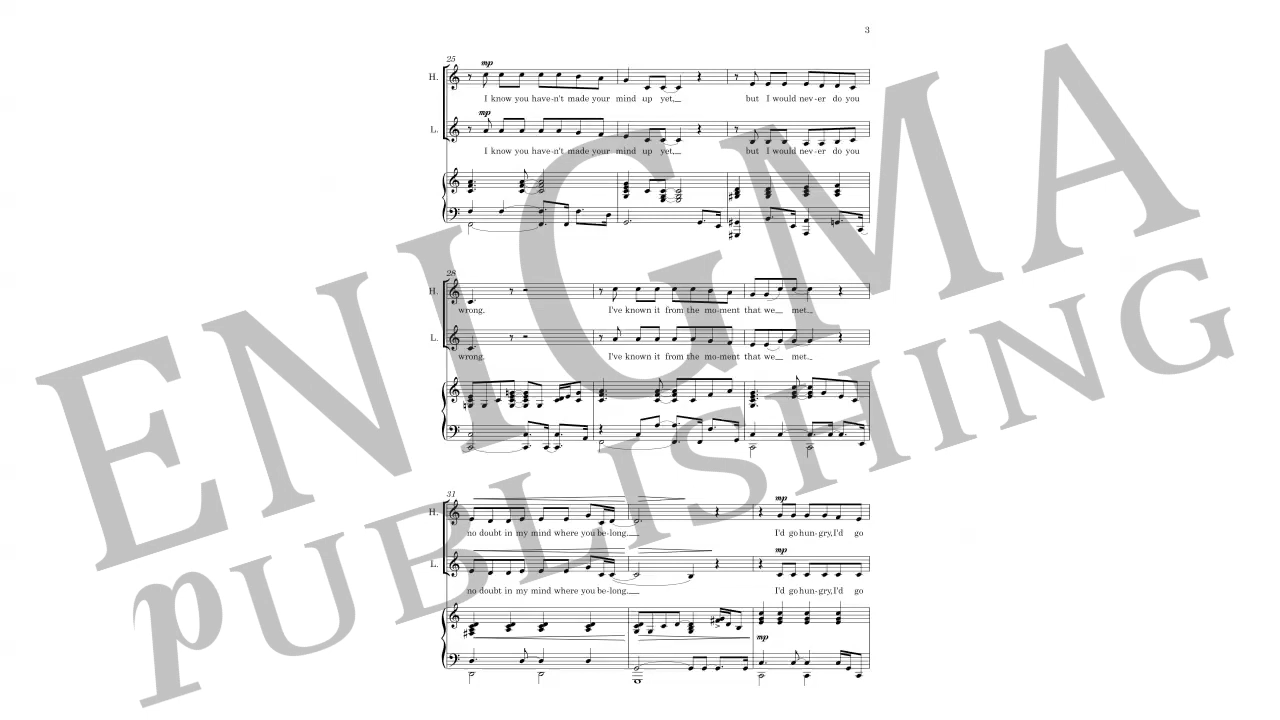 3
25
mp
H.
I know you have-n't made your mind up yet, but I would nev-er do you
mp
L.
I know you have-n't made your mind up yet, but I would nev-er do you
28
H.
wrong. I've known it from the mo-ment that we met.
L.
wrong. I've known it from the mo-ment that we met.
31
mp
H.
no doubt in my mind where you be-long. I'd go hun-gry, I'd go
mp
L.
no doubt in my mind where you be-long. I'd go hun-gry, I'd go
mp
ENIGMA
PUBLISHING